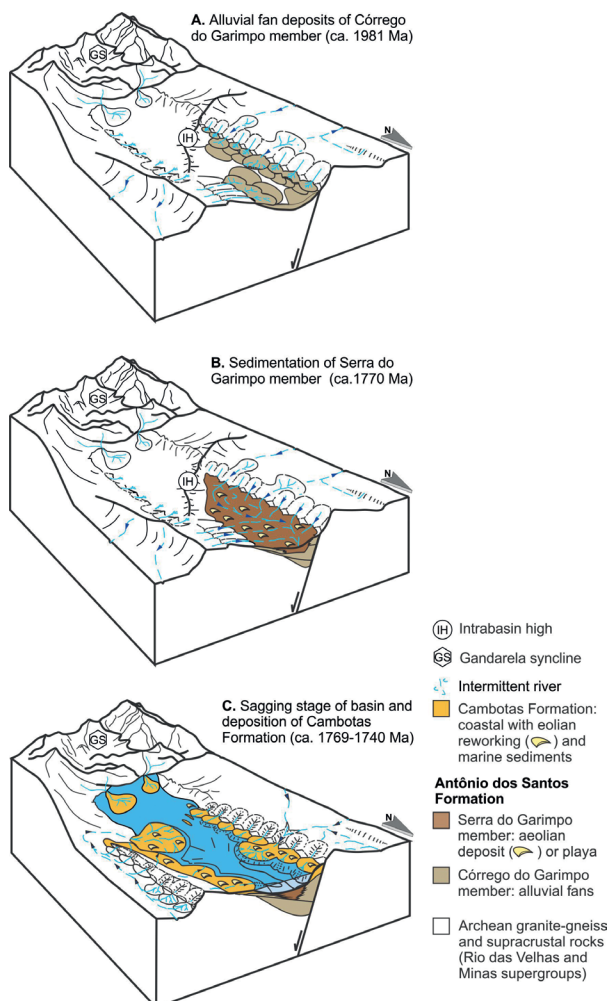 A. Alluvial fan deposits of Córrego
do Garimpo member (ca. 1981 Ma)
GS
IH
N
B. Sedimentation of Serra do
Garimpo member (ca.1770 Ma)
GS
IH
N
C. Sagging stage of basin and
deposition of Cambotas
Formation (ca. 1769-1740 Ma)
GS
N
IH Intrabasin high
GS Gandarela syncline
Intermittent river
Cambotas Formation:
coastal with eolian
reworking ( ) and
marine sediments
Antônio dos Santos
Formation
Serra do Garimpo
member: aeolian
deposit ( ) or playa
Córrego do Garimpo
member: alluvial fans
Archean granite-gneiss
and supracrustal rocks
(Rio das Velhas and
Minas supergroups)